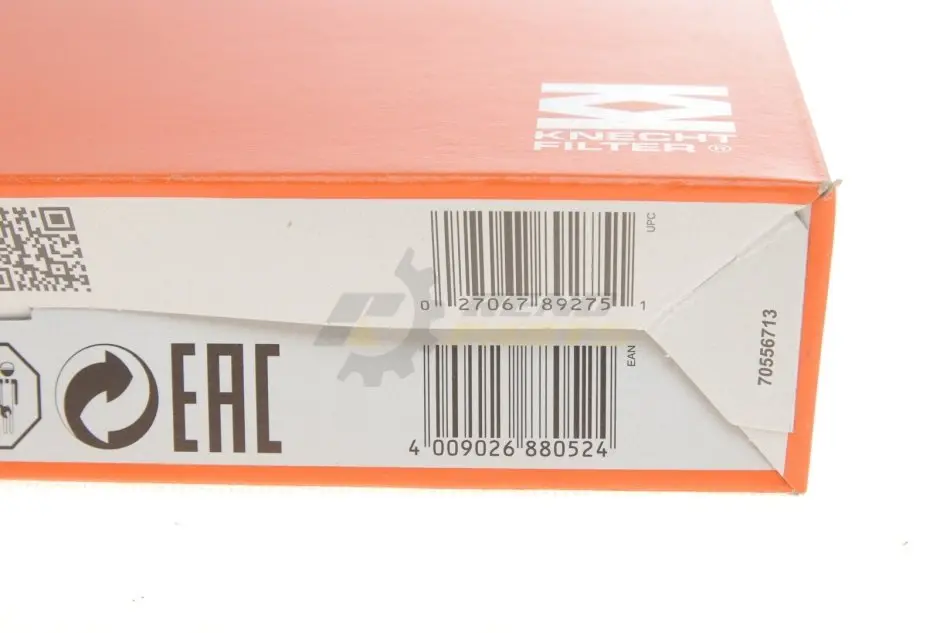 KNECHT
FILTER ®
UPC
0 27067 89275 1
EAN
4 009026 880524
EAC
70556713